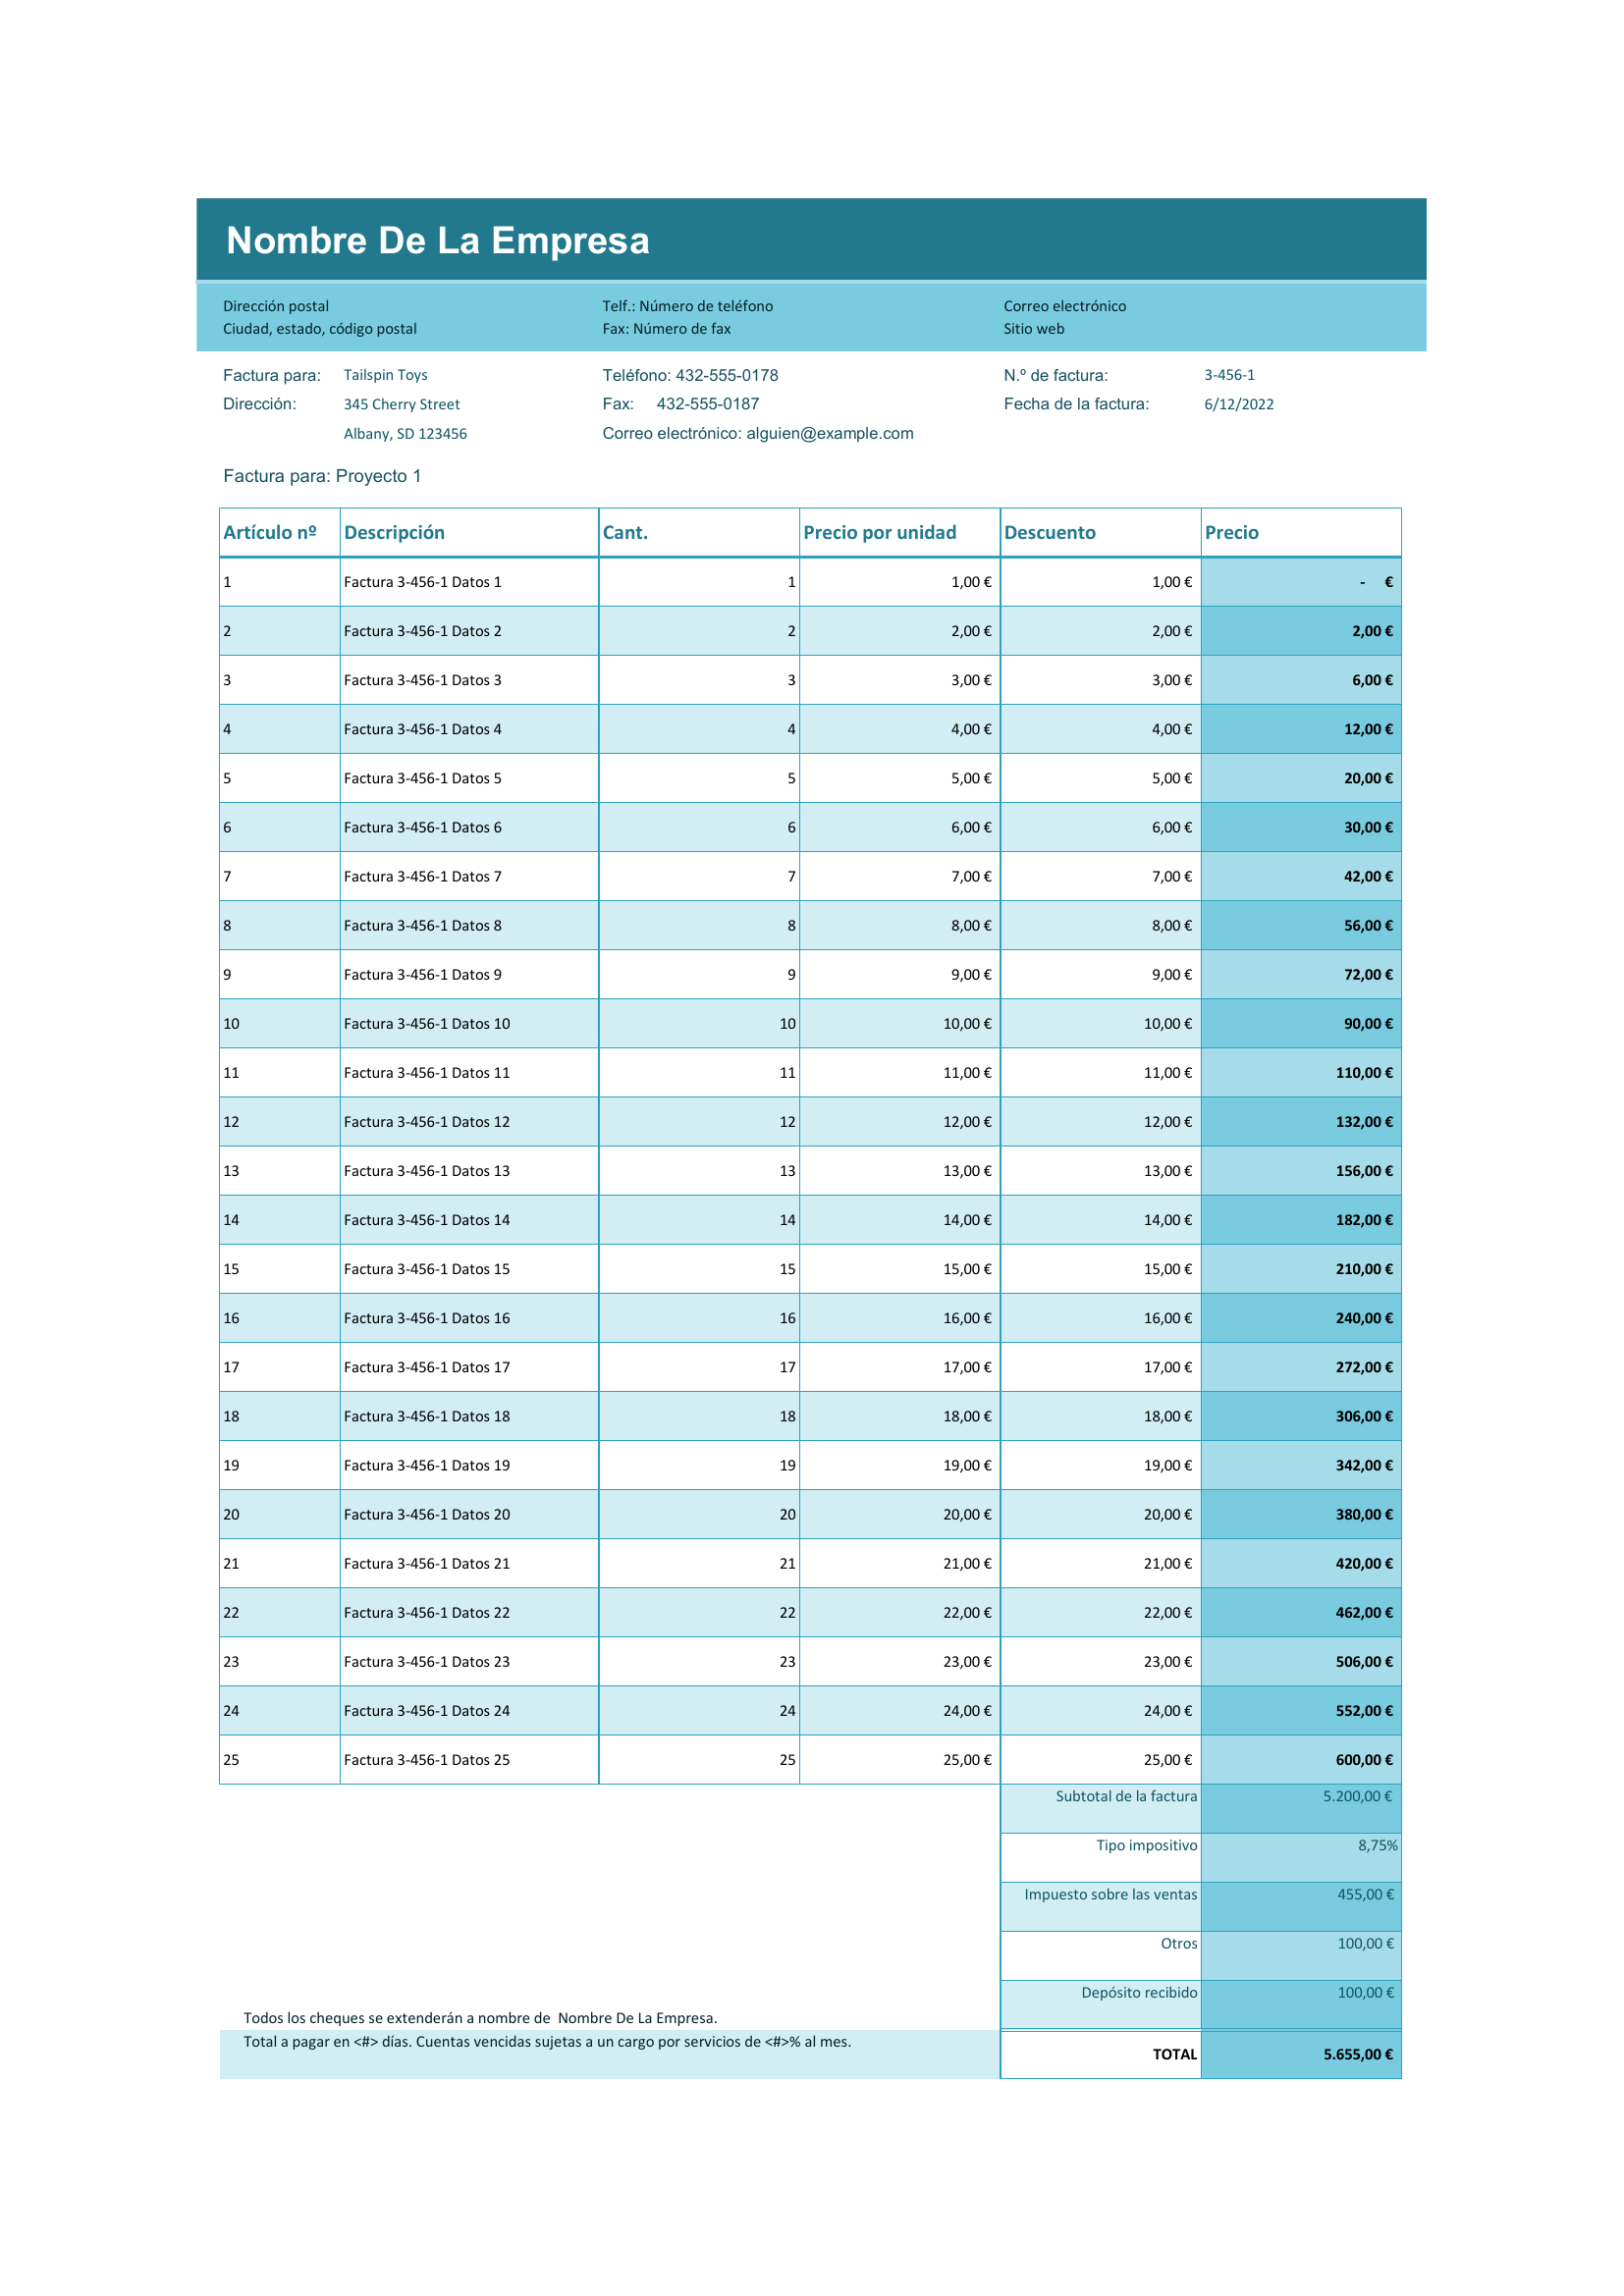 Nombre De La Empresa
Dirección postal Telf.: Número de teléfono Correo electrónico
Ciudad, estado, código postal Fax: Número de fax Sitio web
Factura para: Tailspin Toys Teléfono: 432-555-0178 N.º de factura: 3-456-1
Dirección: 345 Cherry Street Fax: 432-555-0187 Fecha de la factura: 6/12/2022
Albany, SD 123456 Correo electrónico: alguien@example.com
Factura para: Proyecto 1
Artículo nº Descripción Cant. Precio por unidad Descuento Precio
1 Factura 3-456-1 Datos 1 1 1,00 € 1,00 € - €
2 Factura 3-456-1 Datos 2 2 2,00 € 2,00 € 2,00 €
3 Factura 3-456-1 Datos 3 3 3,00 € 3,00 € 6,00 €
4 Factura 3-456-1 Datos 4 4 4,00 € 4,00 € 12,00 €
5 Factura 3-456-1 Datos 5 5 5,00 € 5,00 € 20,00 €
6 Factura 3-456-1 Datos 6 6 6,00 € 6,00 € 30,00 €
7 Factura 3-456-1 Datos 7 7 7,00 € 7,00 € 42,00 €
8 Factura 3-456-1 Datos 8 8 8,00 € 8,00 € 56,00 €
9 Factura 3-456-1 Datos 9 9 9,00 € 9,00 € 72,00 €
10 Factura 3-456-1 Datos 10 10 10,00 € 10,00 € 90,00 €
11 Factura 3-456-1 Datos 11 11 11,00 € 11,00 € 110,00 €
12 Factura 3-456-1 Datos 12 12 12,00 € 12,00 € 132,00 €
13 Factura 3-456-1 Datos 13 13 13,00 € 13,00 € 156,00 €
14 Factura 3-456-1 Datos 14 14 14,00 € 14,00 € 182,00 €
15 Factura 3-456-1 Datos 15 15 15,00 € 15,00 € 210,00 €
16 Factura 3-456-1 Datos 16 16 16,00 € 16,00 € 240,00 €
17 Factura 3-456-1 Datos 17 17 17,00 € 17,00 € 272,00 €
18 Factura 3-456-1 Datos 18 18 18,00 € 18,00 € 306,00 €
19 Factura 3-456-1 Datos 19 19 19,00 € 19,00 € 342,00 €
20 Factura 3-456-1 Datos 20 20 20,00 € 20,00 € 380,00 €
21 Factura 3-456-1 Datos 21 21 21,00 € 21,00 € 420,00 €
22 Factura 3-456-1 Datos 22 22 22,00 € 22,00 € 462,00 €
23 Factura 3-456-1 Datos 23 23 23,00 € 23,00 € 506,00 €
24 Factura 3-456-1 Datos 24 24 24,00 € 24,00 € 552,00 €
25 Factura 3-456-1 Datos 25 25 25,00 € 25,00 € 600,00 €
Subtotal de la factura 5.200,00 €
Tipo impositivo 8,75%
Impuesto sobre las ventas 455,00 €
Otros 100,00 €
Depósito recibido 100,00 €
Todos los cheques se extenderán a nombre de Nombre De La Empresa.
Total a pagar en <#> días. Cuentas vencidas sujetas a un cargo por servicios de <#>% al mes.
TOTAL 5.655,00 €